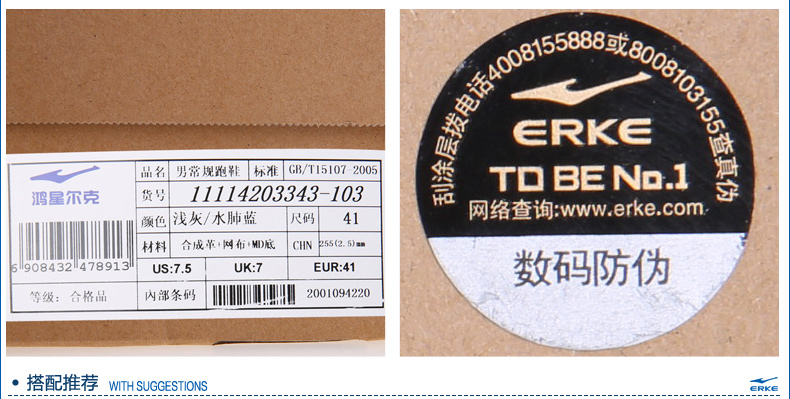 鸿星尔克
品名 男常规跑鞋 标准 GB/T15107-2005
货号 11114203343-103
颜色 浅灰/水肺蓝 尺码 41
材料 合成革+网布+MD底 CHN 255(2.5)mm
US:7.5 UK:7 EUR:41
6 908432 478913
等级: 合格品 内部条码 2001094220
刮涂层拨电话4008155888或8008103155查真伪
ERKE
TO BE No.1
网络查询:www.erke.com
数码防伪
• 搭配推荐 WITH SUGGESTIONS
ERKE